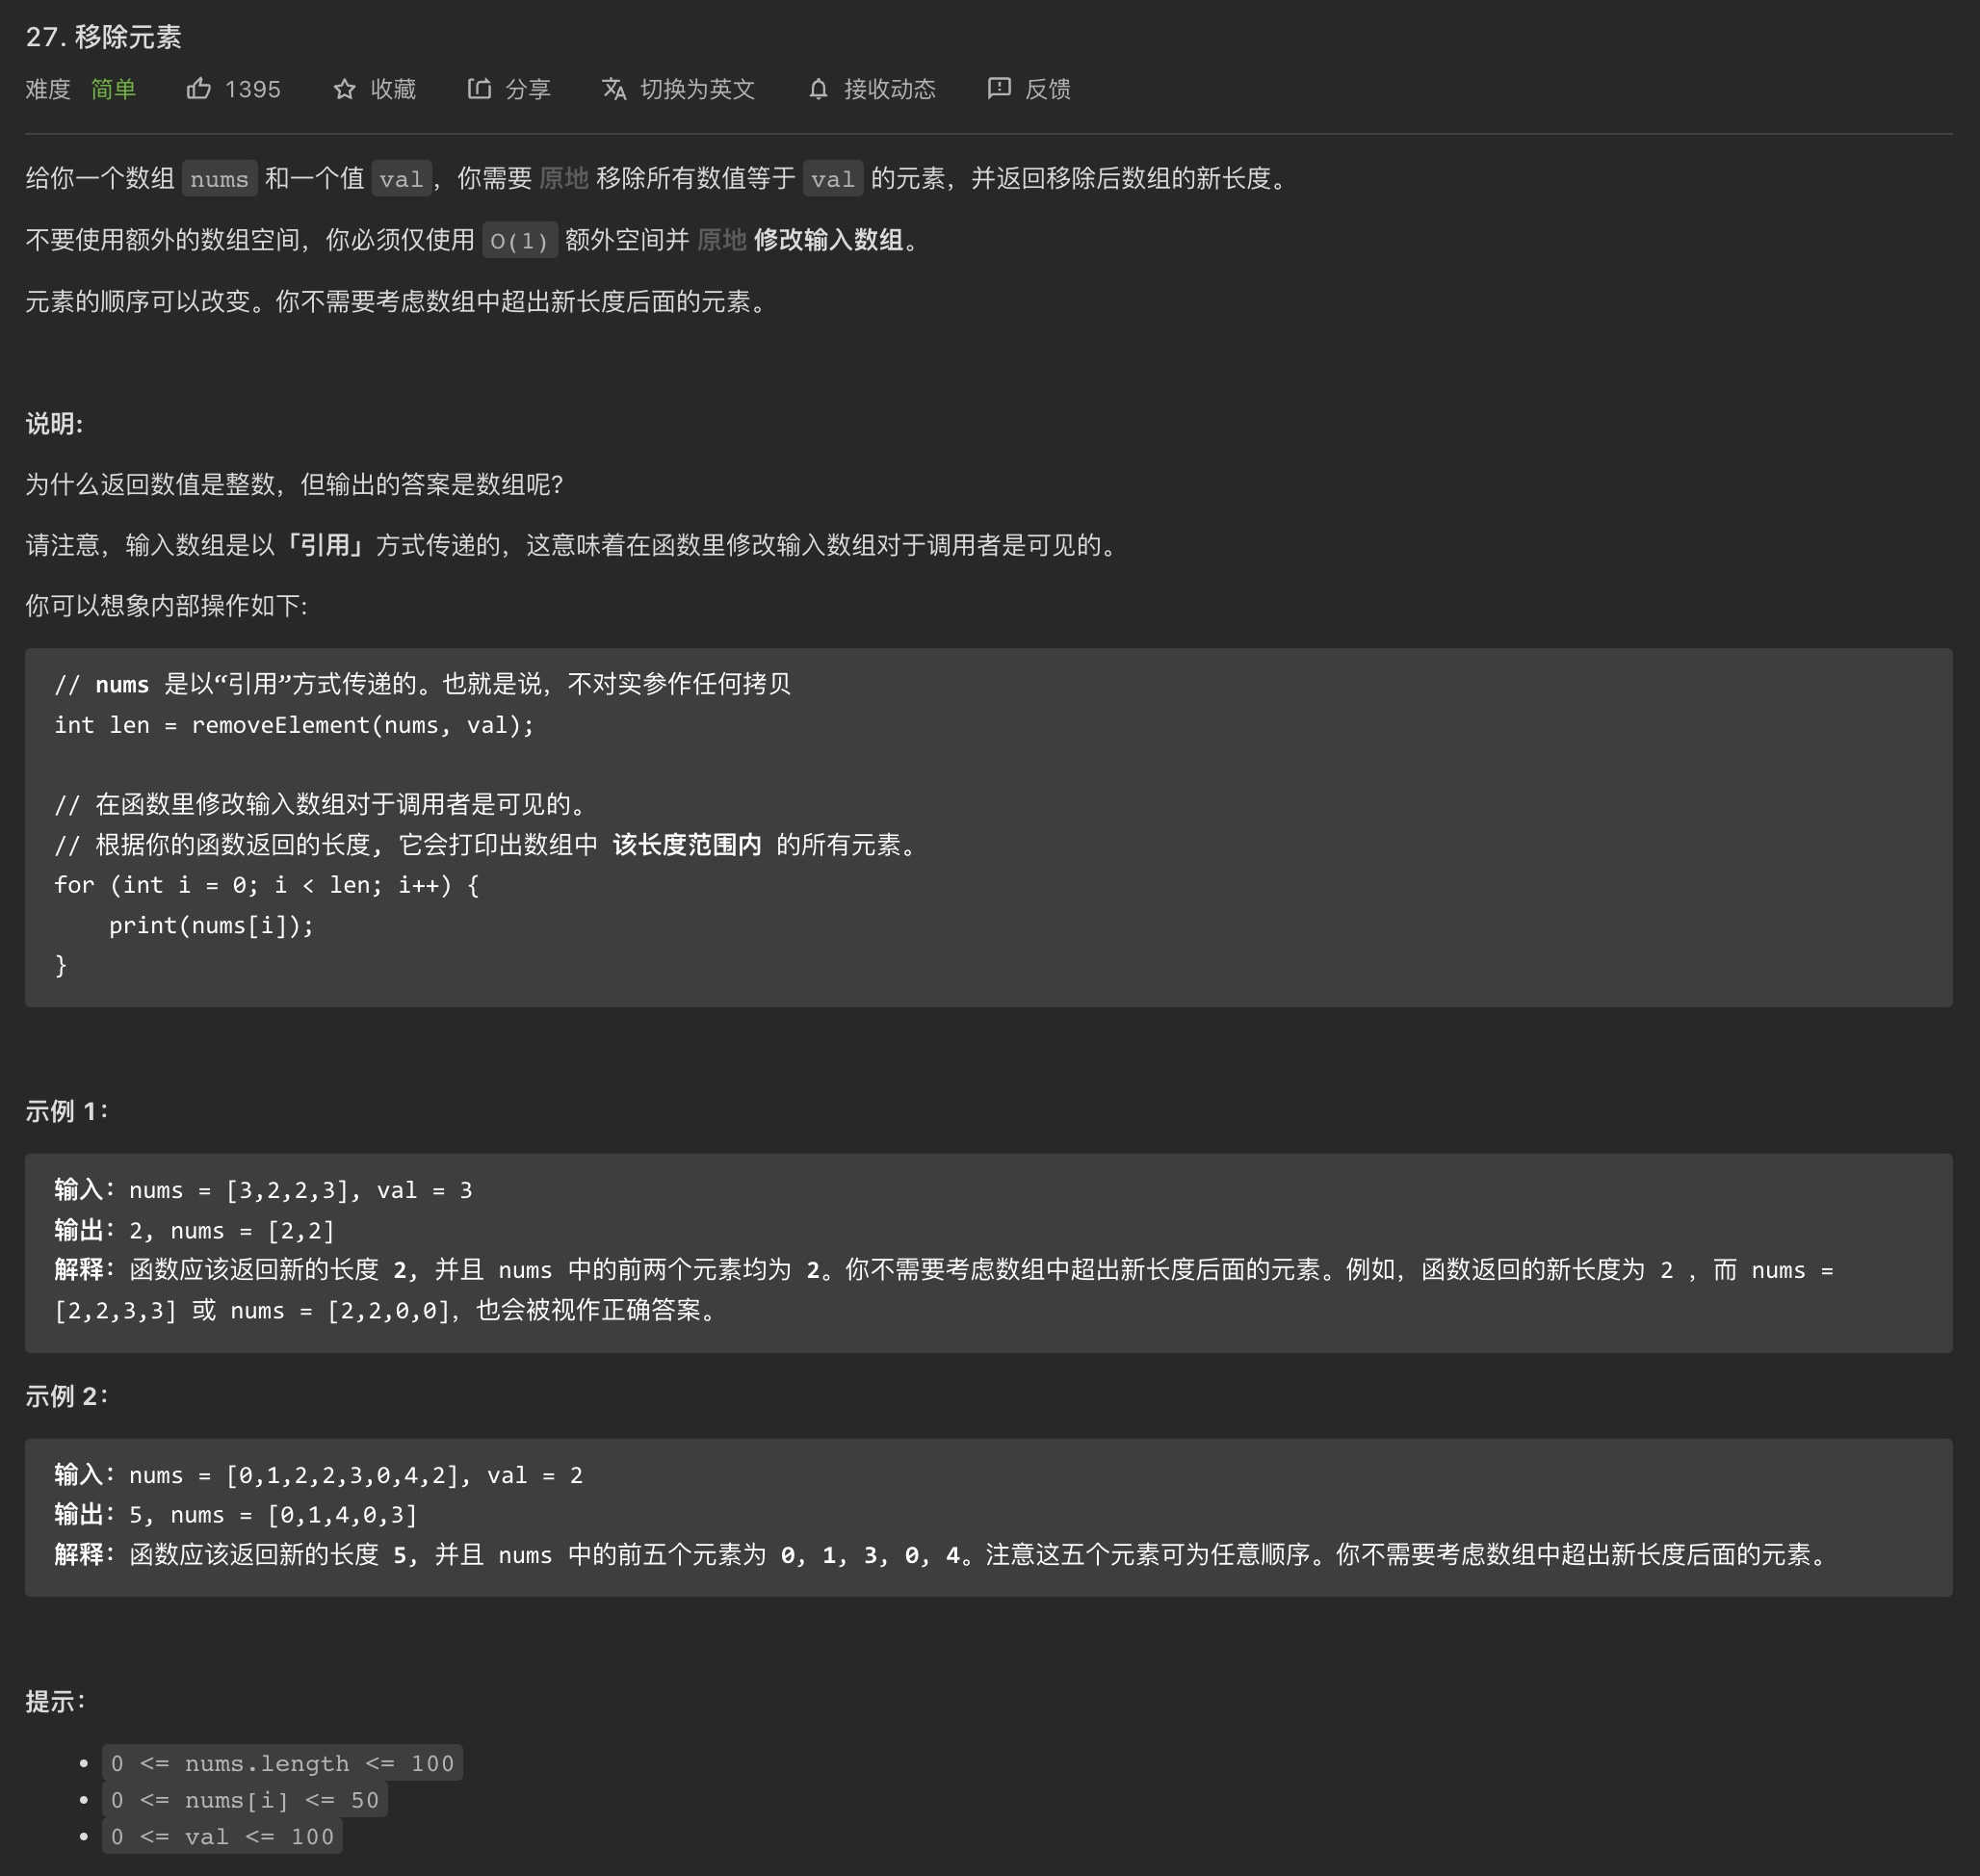 27. 移除元素
难度 简单 1395 收藏 分享 切换为英文 接收动态 反馈
给你一个数组 nums 和一个值 val，你需要 原地 移除所有数值等于 val 的元素，并返回移除后数组的新长度。
不要使用额外的数组空间，你必须仅使用 O(1) 额外空间并 原地 修改输入数组。
元素的顺序可以改变。你不需要考虑数组中超出新长度后面的元素。
说明:
为什么返回数值是整数，但输出的答案是数组呢?
请注意，输入数组是以「引用」方式传递的，这意味着在函数里修改输入数组对于调用者是可见的。
你可以想象内部操作如下:
// nums 是以“引用”方式传递的。也就是说，不对实参作任何拷贝
int len = removeElement(nums, val);
// 在函数里修改输入数组对于调用者是可见的。
// 根据你的函数返回的长度, 它会打印出数组中 该长度范围内 的所有元素。
for (int i = 0; i < len; i++) {
    print(nums[i]);
}
示例 1：
输入：nums = [3,2,2,3], val = 3
输出：2, nums = [2,2]
解释：函数应该返回新的长度 2, 并且 nums 中的前两个元素均为 2。你不需要考虑数组中超出新长度后面的元素。例如，函数返回的新长度为 2 ，而 nums =
[2,2,3,3] 或 nums = [2,2,0,0]，也会被视作正确答案。
示例 2：
输入：nums = [0,1,2,2,3,0,4,2], val = 2
输出：5, nums = [0,1,4,0,3]
解释：函数应该返回新的长度 5, 并且 nums 中的前五个元素为 0, 1, 3, 0, 4。注意这五个元素可为任意顺序。你不需要考虑数组中超出新长度后面的元素。
提示：
• 0 <= nums.length <= 100
• 0 <= nums[i] <= 50
• 0 <= val <= 100